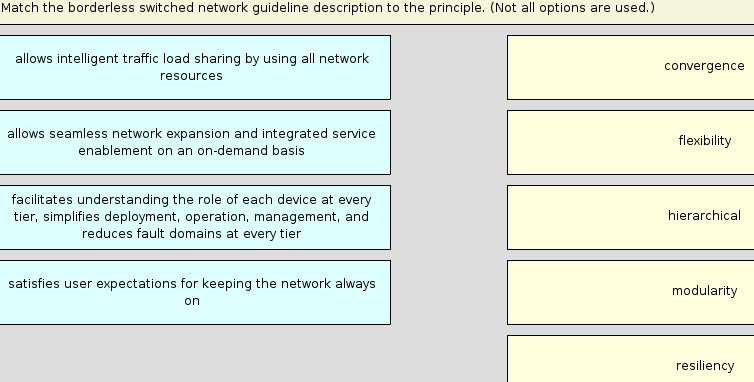 Match the borderless switched network guideline description to the principle. (Not all options are used.)
allows intelligent traffic load sharing by using all network
resources
convergence
allows seamless network expansion and integrated service
enablement on an on-demand basis
flexibility
facilitates understanding the role of each device at every
tier, simplifies deployment, operation, management, and
reduces fault domains at every tier
hierarchical
satisfies user expectations for keeping the network always
on
modularity
resiliency